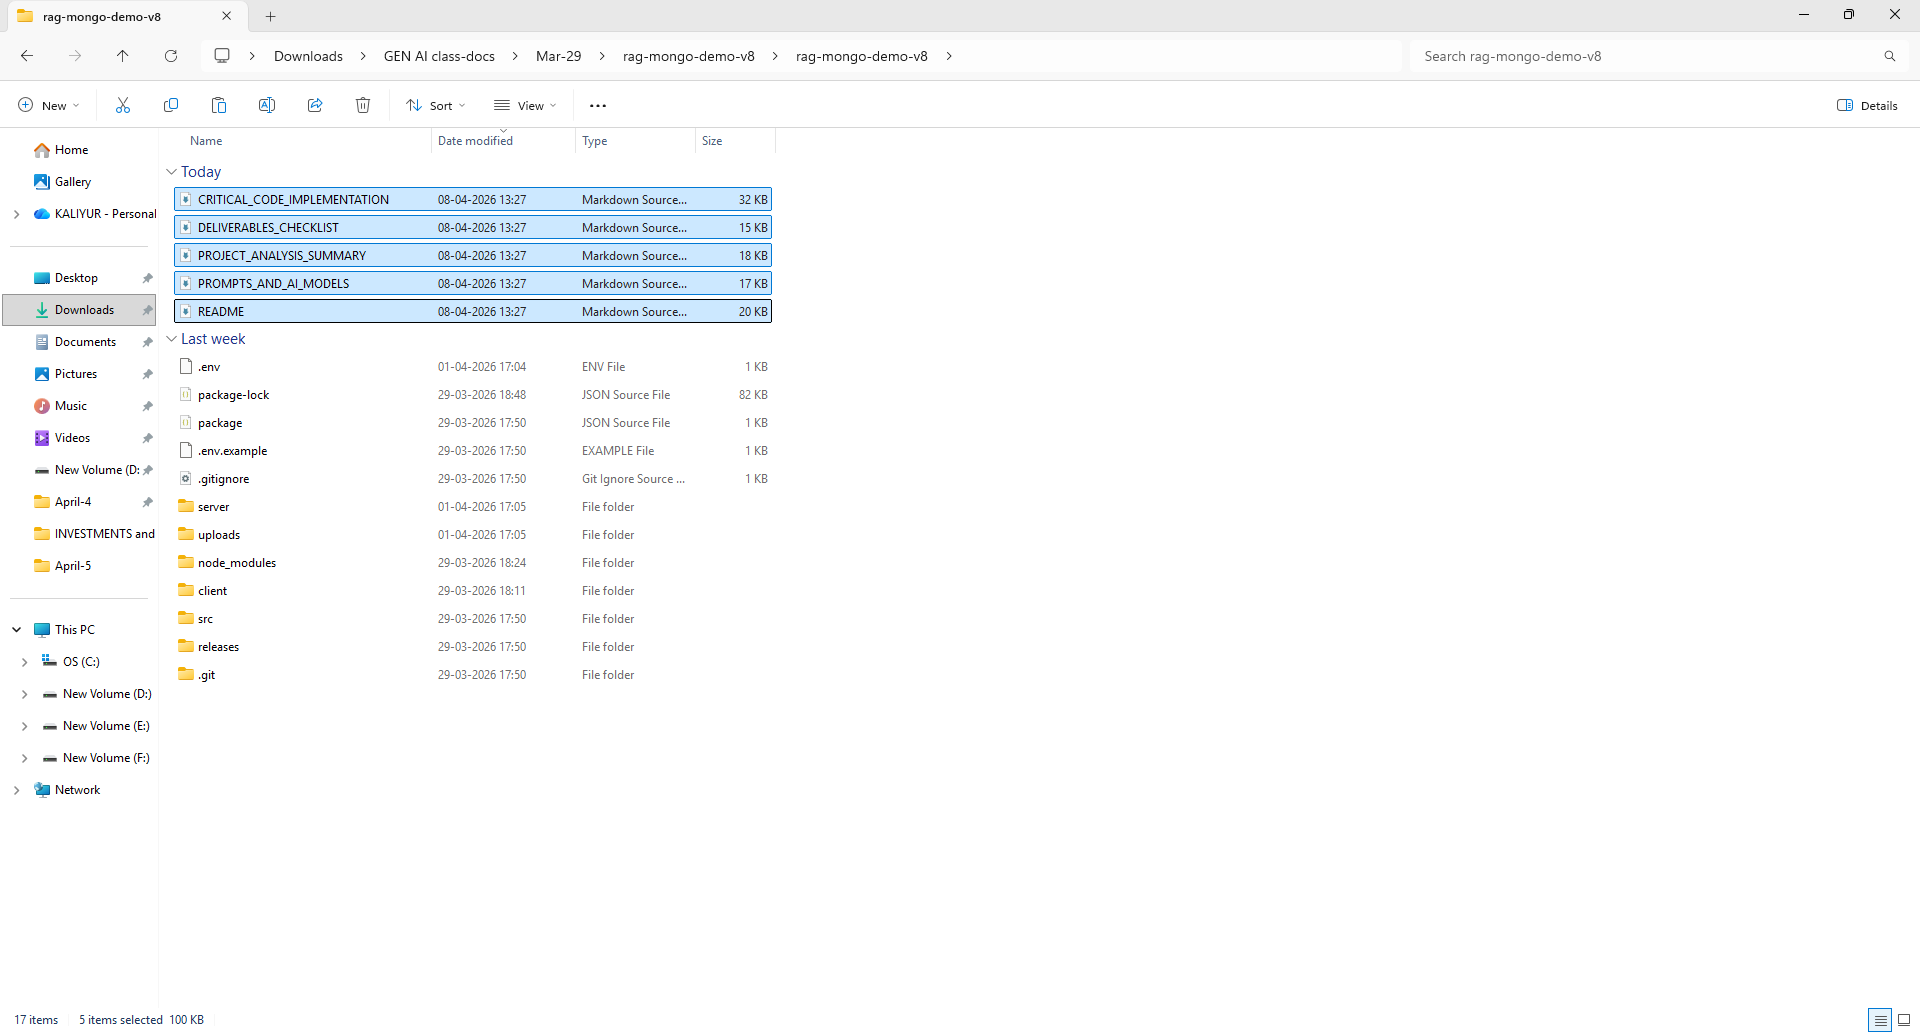 rag-mongo-demo-v8
Downloads > GEN AI class-docs > Mar-29 > rag-mongo-demo-v8 > rag-mongo-demo-v8 >
Search rag-mongo-demo-v8
New Sort View ... Details
Name Date modified Type Size
Home
Gallery
KALIYUR - Personal
Desktop
Downloads
Documents
Pictures
Music
Videos
New Volume (D:
April-4
INVESTMENTS and
April-5
This PC
OS (C:)
New Volume (D:)
New Volume (E:)
New Volume (F:)
Network
Today
CRITICAL_CODE_IMPLEMENTATION 08-04-2026 13:27 Markdown Source... 32 KB
DELIVERABLES_CHECKLIST 08-04-2026 13:27 Markdown Source... 15 KB
PROJECT_ANALYSIS_SUMMARY 08-04-2026 13:27 Markdown Source... 18 KB
PROMPTS_AND_AI_MODELS 08-04-2026 13:27 Markdown Source... 17 KB
README 08-04-2026 13:27 Markdown Source... 20 KB
Last week
.env 01-04-2026 17:04 ENV File 1 KB
package-lock 29-03-2026 18:48 JSON Source File 82 KB
package 29-03-2026 17:50 JSON Source File 1 KB
.env.example 29-03-2026 17:50 EXAMPLE File 1 KB
.gitignore 29-03-2026 17:50 Git Ignore Source ... 1 KB
server 01-04-2026 17:05 File folder
uploads 01-04-2026 17:05 File folder
node_modules 29-03-2026 18:24 File folder
client 29-03-2026 18:11 File folder
src 29-03-2026 17:50 File folder
releases 29-03-2026 17:50 File folder
.git 29-03-2026 17:50 File folder
17 items 5 items selected 100 KB